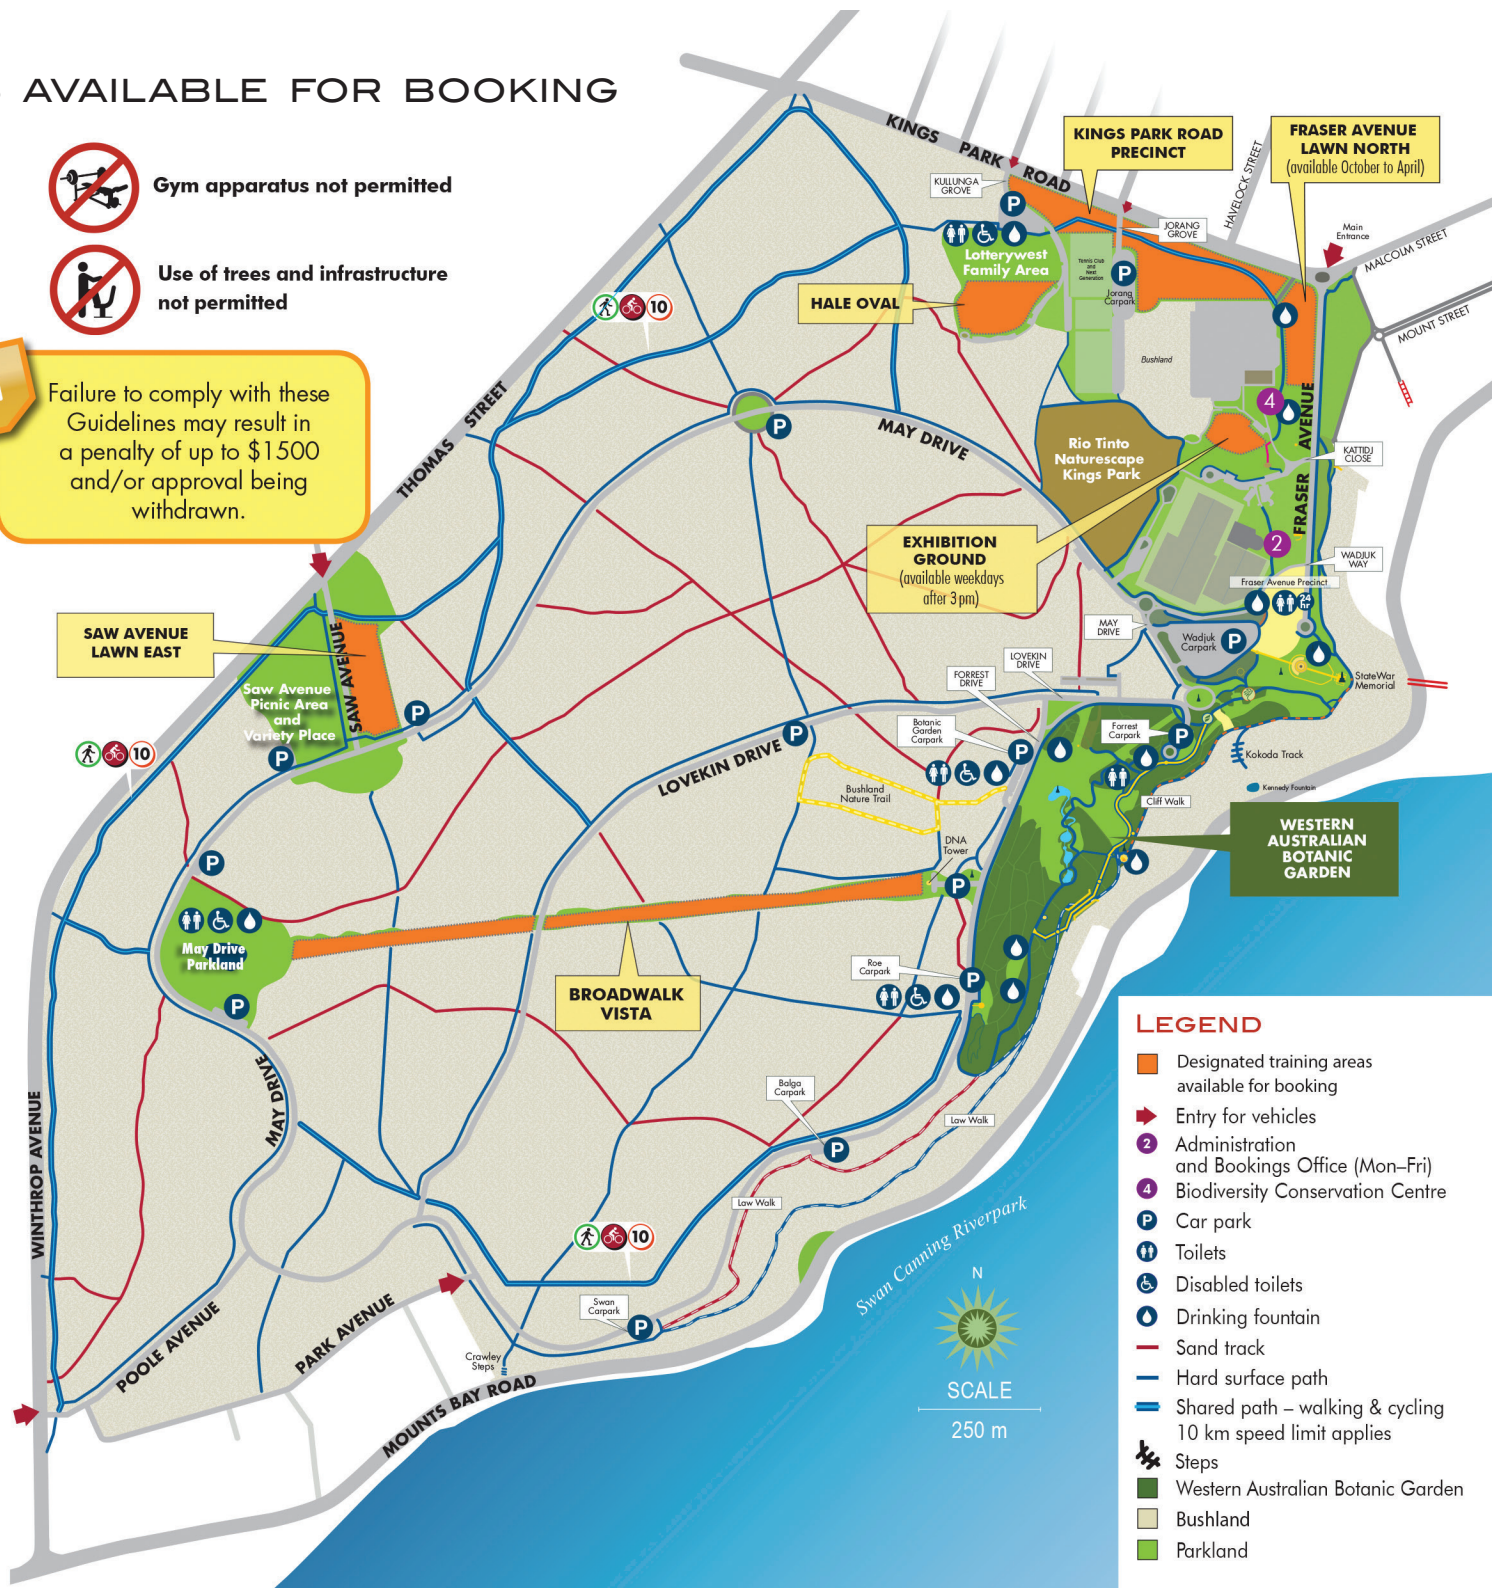 AVAILABLE FOR BOOKING
Gym apparatus not permitted
Use of trees and infrastructure
not permitted
Failure to comply with these
Guidelines may result in
a penalty of up to $1500
and/or approval being
withdrawn.
KINGS PARK ROAD
KINGS PARK ROAD
PRECINCT
FRASER AVENUE
LAWN NORTH
(available October to April)
HAVELOCK STREET
KULLUNGA
GROVE
P
JORANG
GROVE
Main
Entrance
MALCOLM STREET
MOUNT STREET
Lotterywest
Family Area
Tennis Club
and
Next
Generation
P
Jorang
Carpark
HALE OVAL
10
Bushland
THOMAS STREET
4
P
MAY DRIVE
Rio Tinto
Naturescape
Kings Park
FRASER AVENUE
KATTIDJ
CLOSE
EXHIBITION
GROUND
(available weekdays
after 3 pm)
2
WADJUK
WAY
Fraser Avenue Precinct
24
hr
MAY
DRIVE
Wadjuk
Carpark
P
SAW AVENUE
LAWN EAST
SAW AVENUE
LOVEKIN
DRIVE
FORREST
DRIVE
State War
Memorial
Saw Avenue
Picnic Area
and
Variety Place
P
P
P
Botanic
Garden
Carpark
P
Forrest
Carpark
P
Kokoda Track
10
LOVEKIN DRIVE
Bushland
Nature Trail
Kennedy Fountain
Cliff Walk
WESTERN
AUSTRALIAN
BOTANIC
GARDEN
DNA
Tower
P
P
May Drive
Parkland
P
Roe
Carpark
P
BROADWALK
VISTA
MAY DRIVE
WINTHROP AVENUE
Balga
Carpark
P
Law Walk
Law Walk
10
Swan Canning Riverpark
Swan
Carpark
P
POOLE AVENUE
PARK AVENUE
Crawley
Steps
MOUNTS BAY ROAD
N
SCALE
250 m
LEGEND
Designated training areas
available for booking
Entry for vehicles
2 Administration
and Bookings Office (Mon–Fri)
4 Biodiversity Conservation Centre
P Car park
Toilets
Disabled toilets
Drinking fountain
Sand track
Hard surface path
Shared path – walking & cycling
10 km speed limit applies
Steps
Western Australian Botanic Garden
Bushland
Parkland